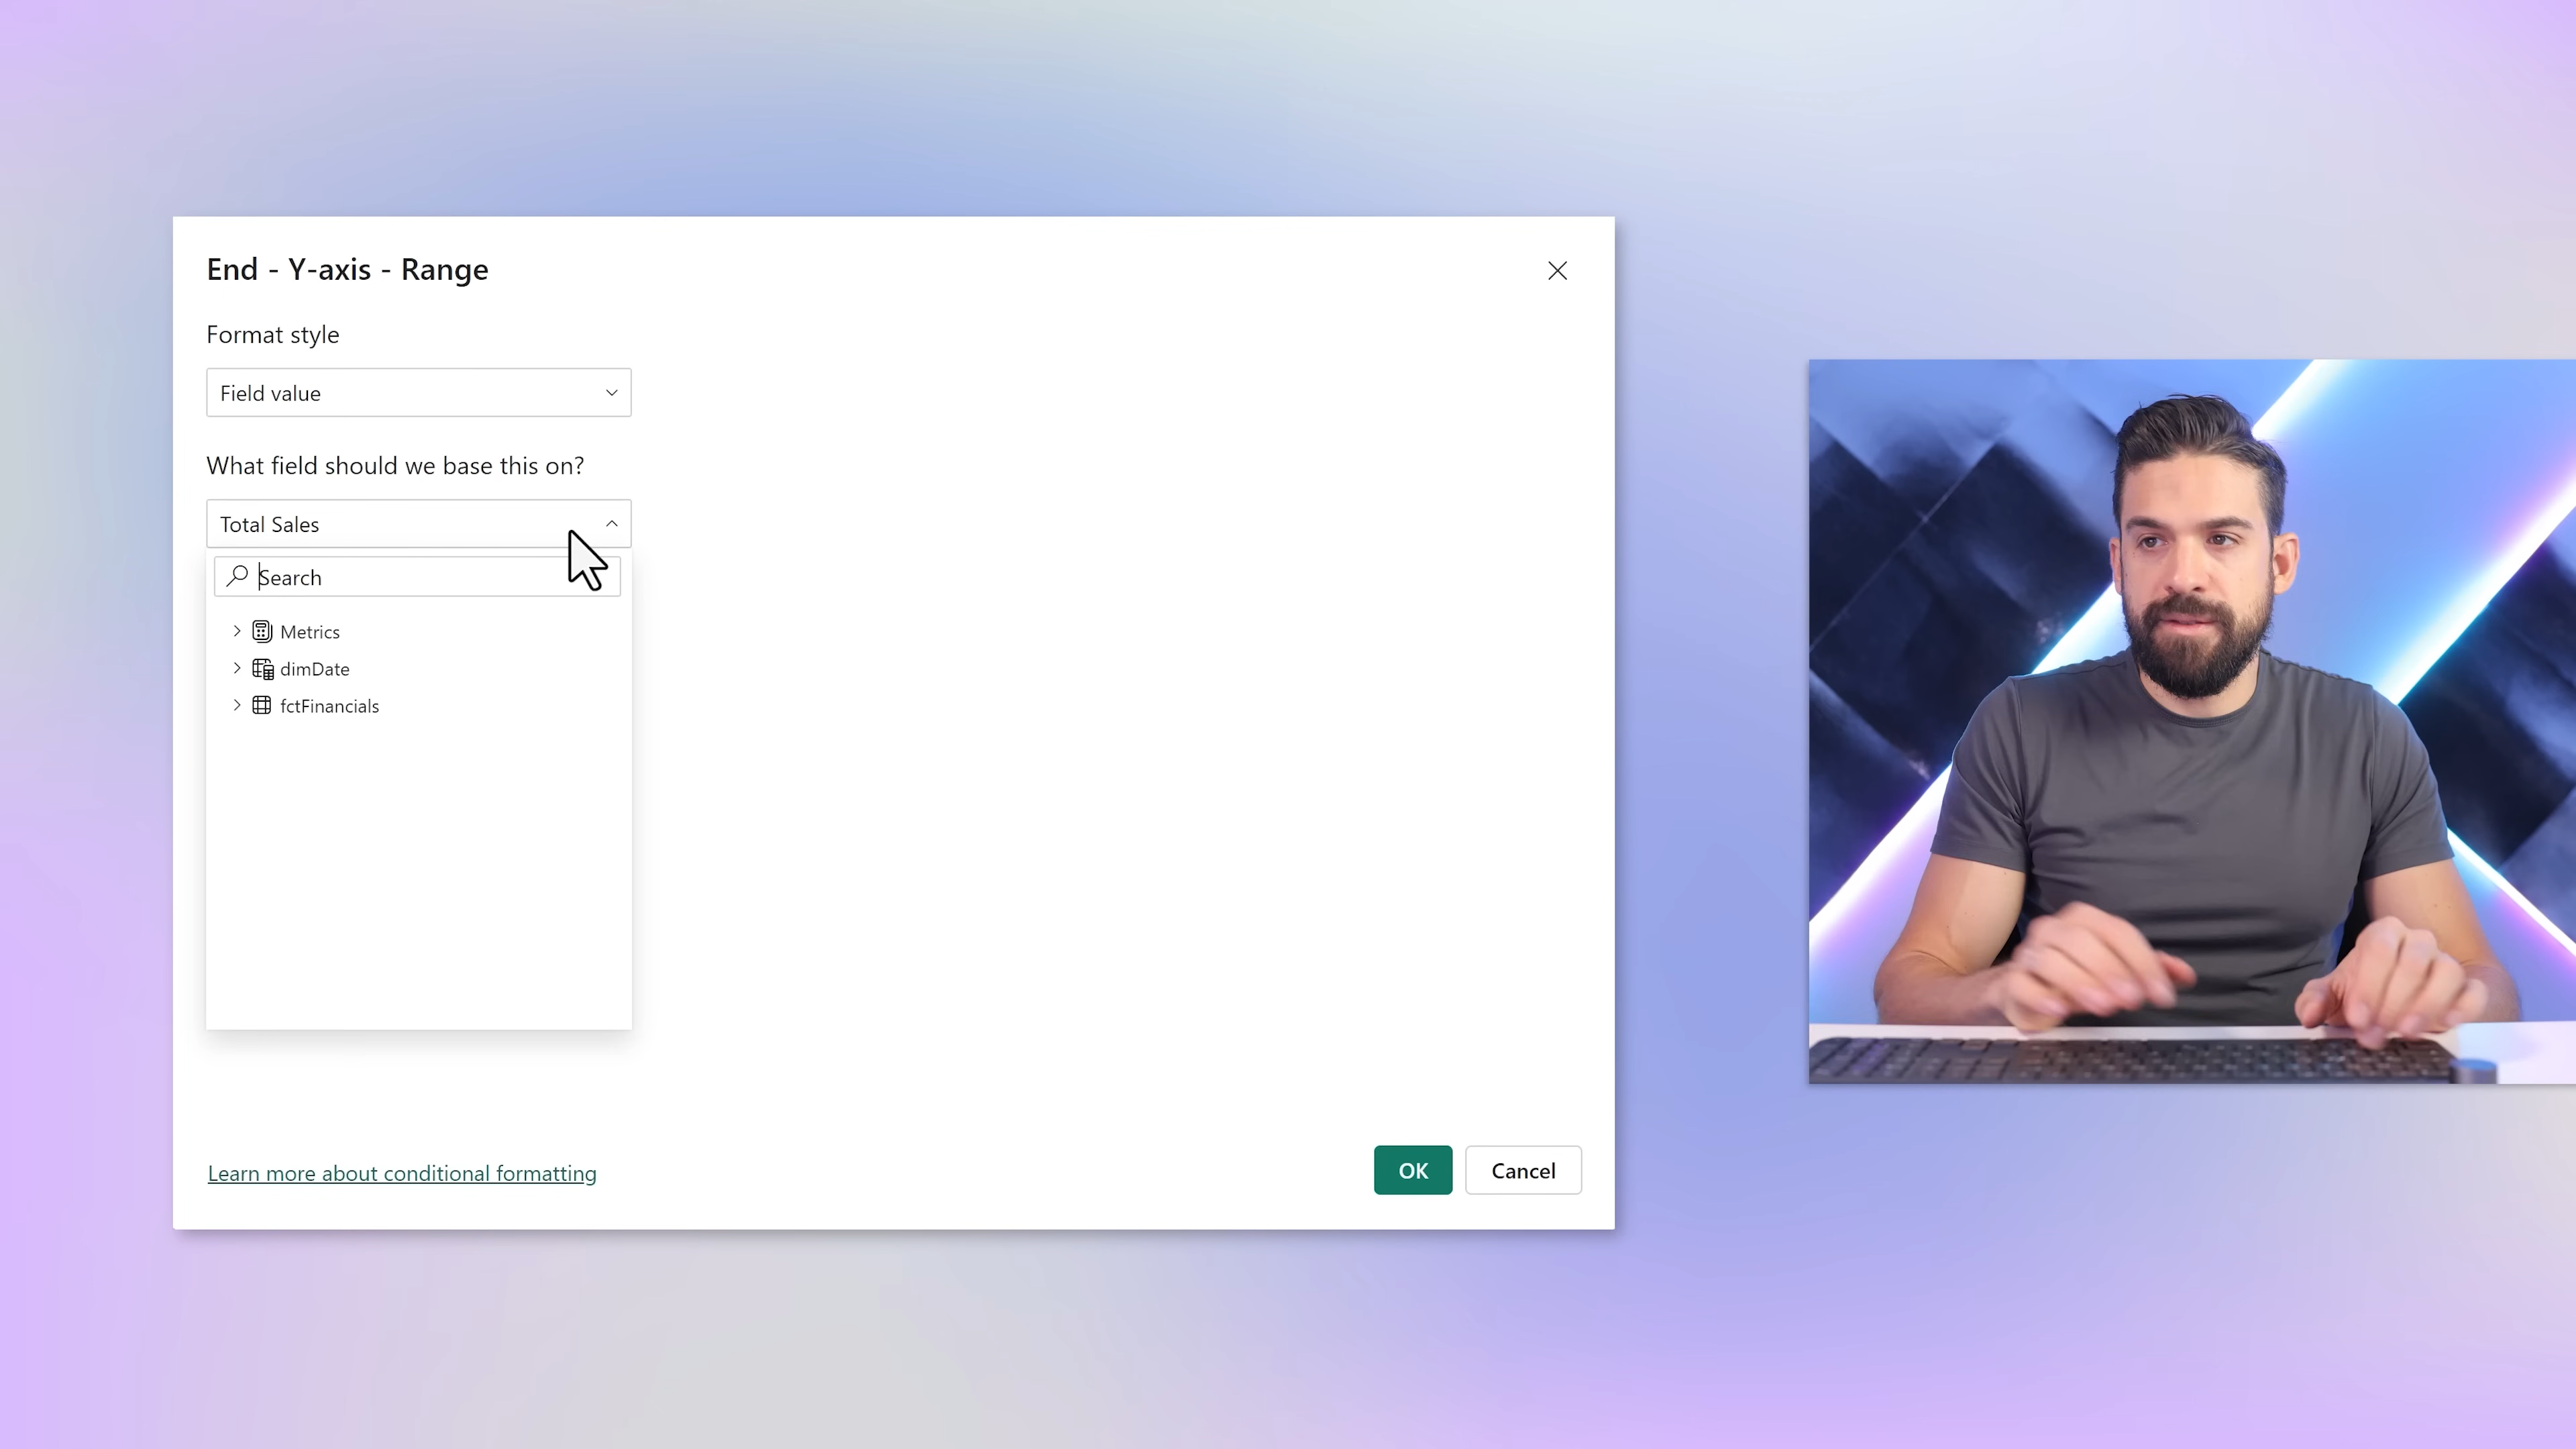 End - Y-axis - Range
Format style
Field value
What field should we base this on?
Total Sales
Search
Metrics
dimDate
fctFinancials
Learn more about conditional formatting
OK
Cancel